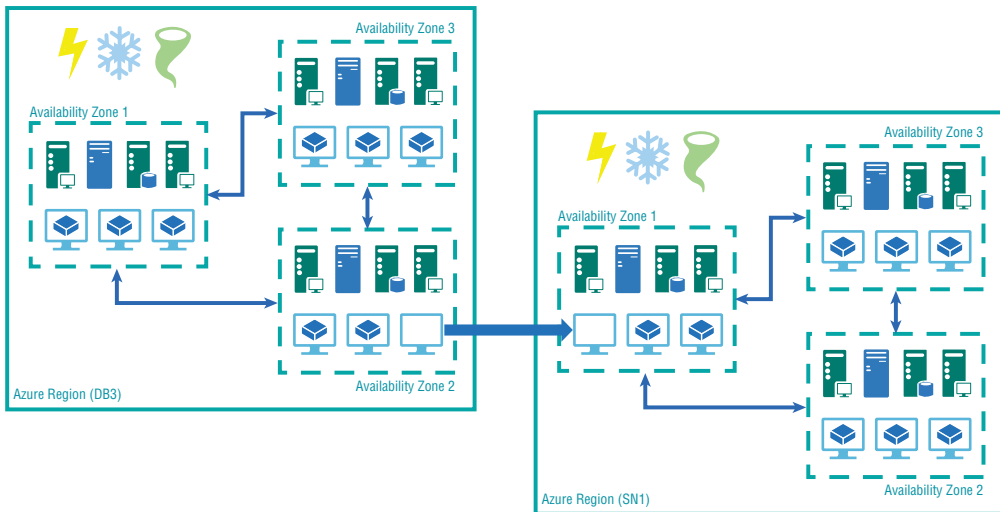 Availability Zone 3
Availability Zone 1
Availability Zone 2
Azure Region (DB3)
Availability Zone 3
Availability Zone 1
Availability Zone 2
Azure Region (SN1)